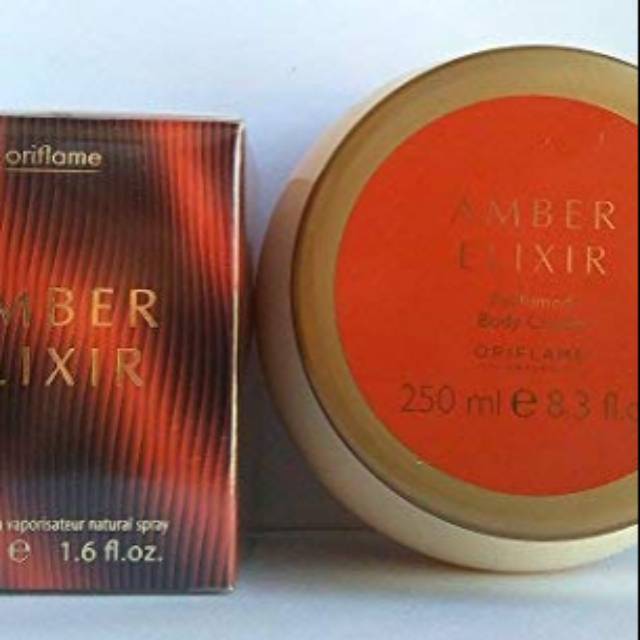 oriflame
MBER
LIXIR
vaporisateur natural spray
e 1.6 fl.oz.
AMBER
ELIXIR
Perfumed
Body Cream
ORIFLAME
250 ml e 8.3 fl.o